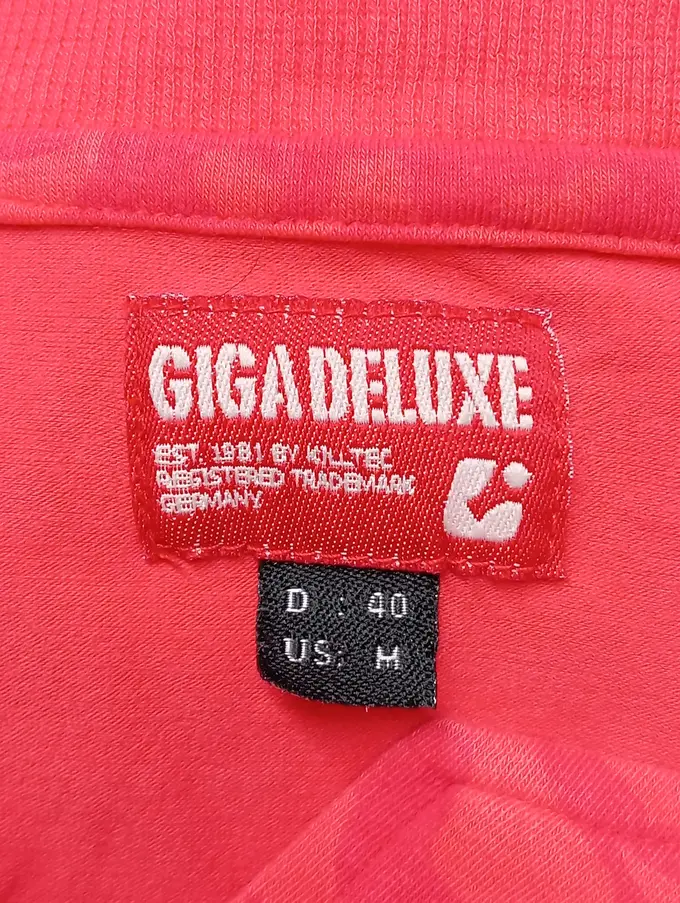 GIGADELUXE
EST. 1981 BY KILLTEC
REGISTERED TRADEMARK
GERMANY
D : 40
US: M